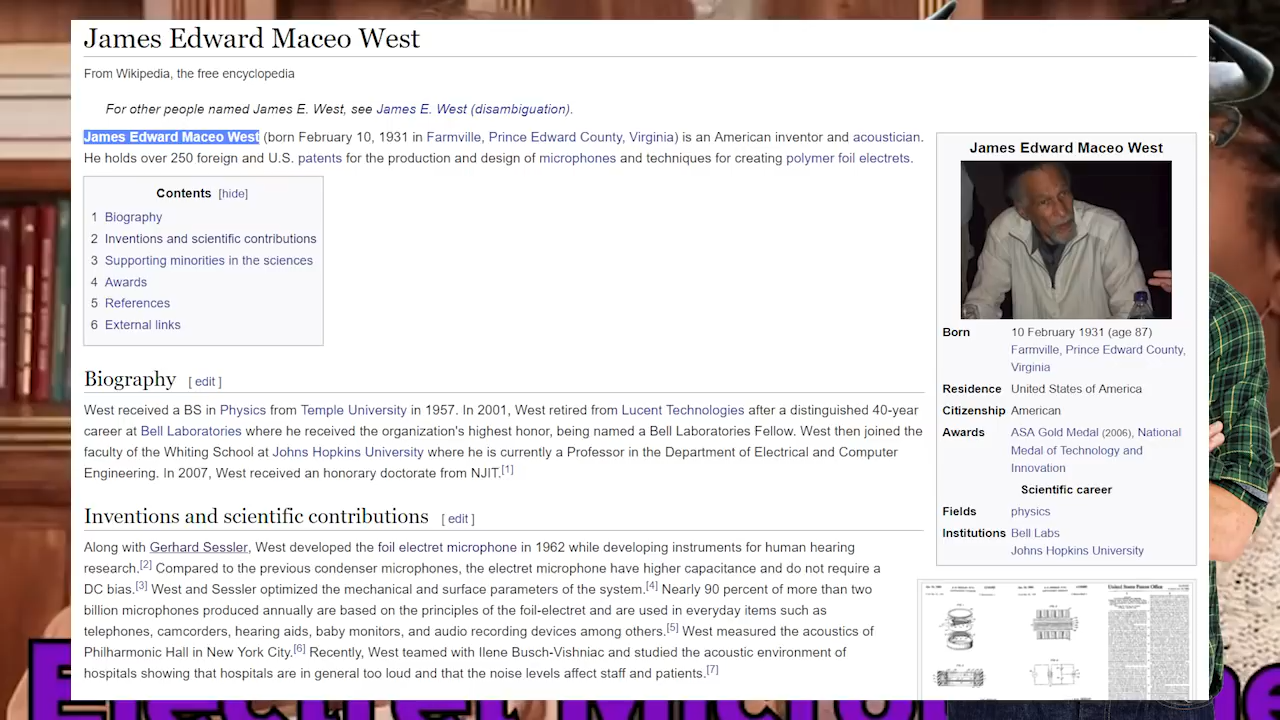 James Edward Maceo West
From Wikipedia, the free encyclopedia
For other people named James E. West, see James E. West (disambiguation).
James Edward Maceo West (born February 10, 1931 in Farmville, Prince Edward County, Virginia) is an American inventor and acoustician.
He holds over 250 foreign and U.S. patents for the production and design of microphones and techniques for creating polymer foil electrets.
Contents [hide]
1 Biography
2 Inventions and scientific contributions
3 Supporting minorities in the sciences
4 Awards
5 References
6 External links
Biography [ edit ]
West received a BS in Physics from Temple University in 1957. In 2001, West retired from Lucent Technologies after a distinguished 40-year
career at Bell Laboratories where he received the organization's highest honor, being named a Bell Laboratories Fellow. West then joined the
faculty of the Whiting School at Johns Hopkins University where he is currently a Professor in the Department of Electrical and Computer
Engineering. In 2007, West received an honorary doctorate from NJIT.[1]
Inventions and scientific contributions [ edit ]
Along with Gerhard Sessler, West developed the foil electret microphone in 1962 while developing instruments for human hearing
research.[2] Compared to the previous condenser microphones, the electret microphone have higher capacitance and do not require a
DC bias.[3] West and Sessler optimized the mechanical and surface parameters of the system.[4] Nearly 90 percent of more than two
billion microphones produced annually are based on the principles of the foil-electret and are used in everyday items such as
telephones, camcorders, hearing aids, baby monitors, and audio recording devices among others.[5] West measured the acoustics of
Philharmonic Hall in New York City.[6] Recently, West teamed with Ilene Busch-Vishniac and studied the acoustic environment of
hospitals showing that hospitals are in general too loud and that the noise levels affect staff and patients.[7]
James Edward Maceo West
Born 10 February 1931 (age 87)
Farmville, Prince Edward County,
Virginia
Residence United States of America
Citizenship American
Awards ASA Gold Medal (2006), National
Medal of Technology and
Innovation
Scientific career
Fields physics
Institutions Bell Labs
Johns Hopkins University
United States Patent Office